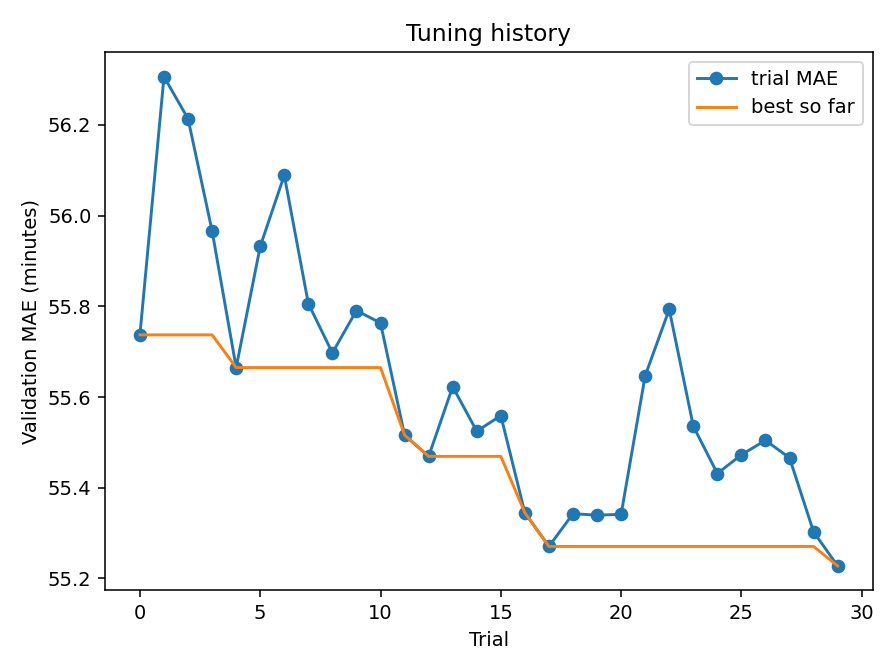 Tuning history
trial MAE
best so far
Validation MAE (minutes)
56.2
56.0
55.8
55.6
55.4
55.2
0 5 10 15 20 25 30
Trial